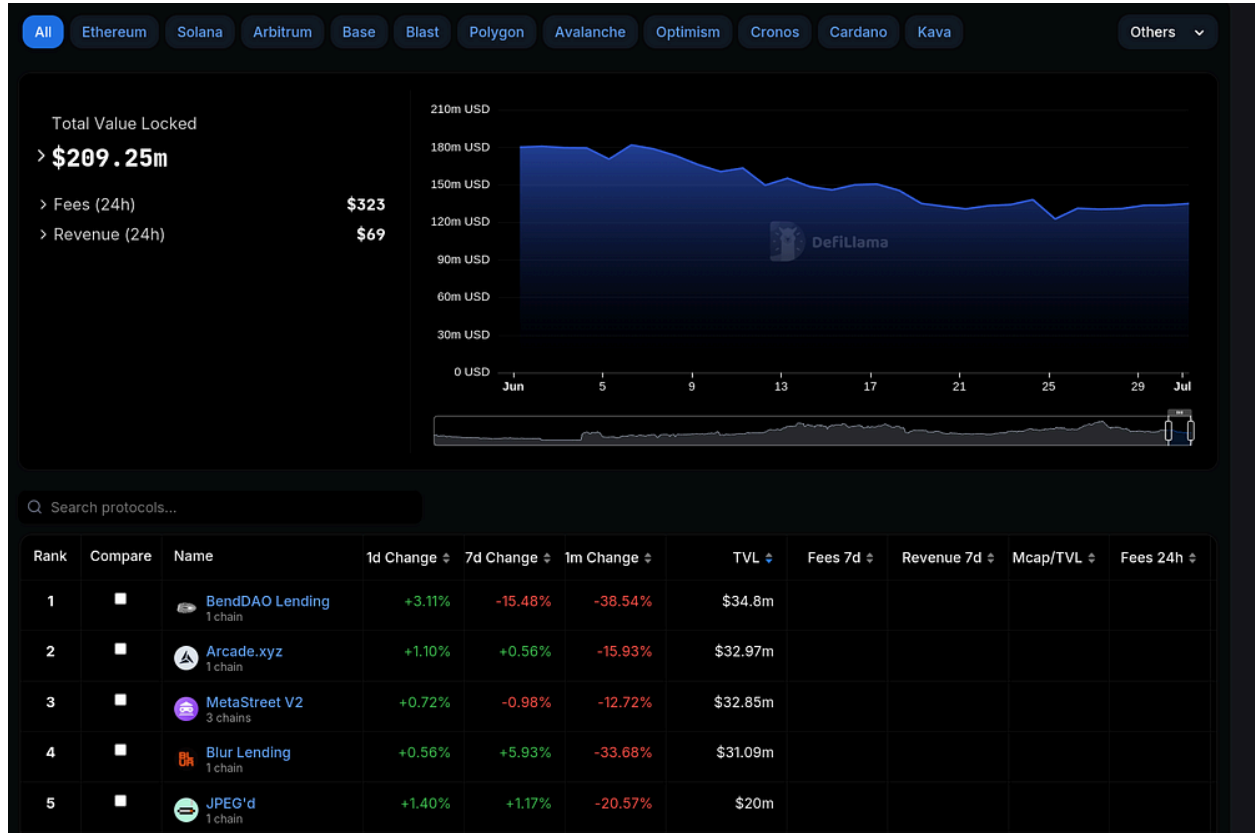 All Ethereum Solana Arbitrum Base Blast Polygon Avalanche Optimism Cronos Cardano Kava Others
Total Value Locked
$209.25m
Fees (24h) $323
Revenue (24h) $69
210m USD
180m USD
150m USD
120m USD
90m USD
60m USD
30m USD
0 USD
DefiLlama
Jun 5 9 13 17 21 25 29 Jul
Search protocols...
Rank Compare Name 1d Change 7d Change 1m Change TVL Fees 7d Revenue 7d Mcap/TVL Fees 24h
1 BendDAO Lending +3.11% -15.48% -38.54% $34.8m
1 chain
2 Arcade.xyz +1.10% +0.56% -15.93% $32.97m
1 chain
3 MetaStreet V2 +0.72% -0.98% -12.72% $32.85m
3 chains
4 BLUR Blur Lending +0.56% +5.93% -33.68% $31.09m
1 chain
5 JPEG'd +1.40% +1.17% -20.57% $20m
1 chain